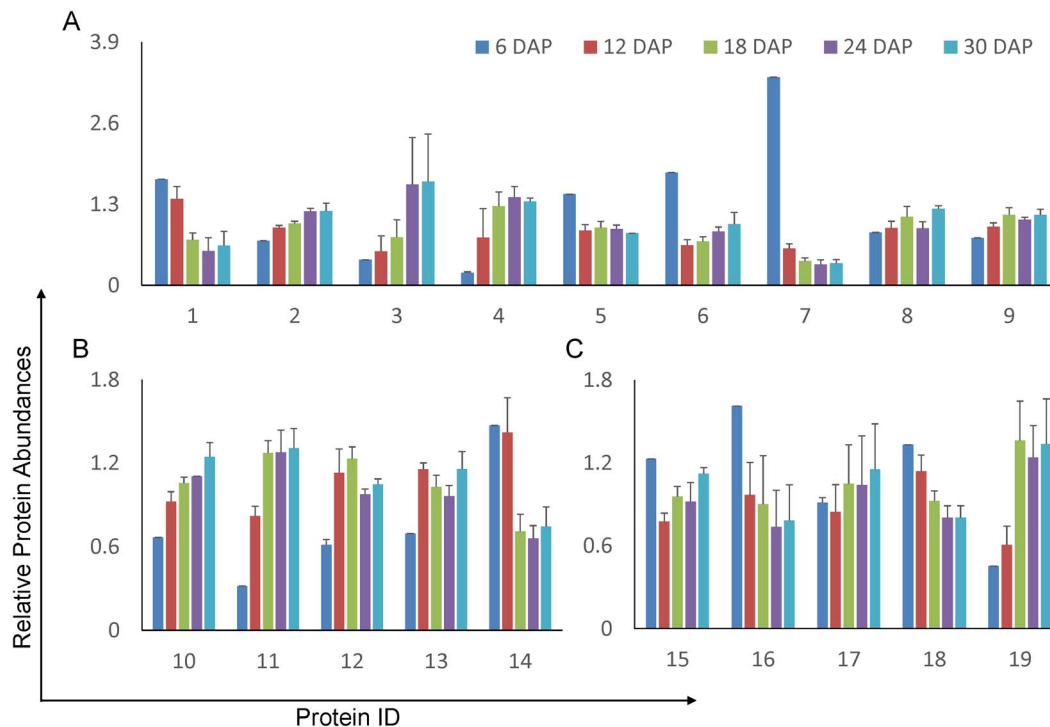 A
3.9
6 DAP 12 DAP 18 DAP 24 DAP 30 DAP
2.6
1.3
0
1 2 3 4 5 6 7 8 9
B C
1.8 1.8
1.2 1.2
0.6 0.6
0 0
10 11 12 13 14 15 16 17 18 19
Relative Protein Abundances
Protein ID